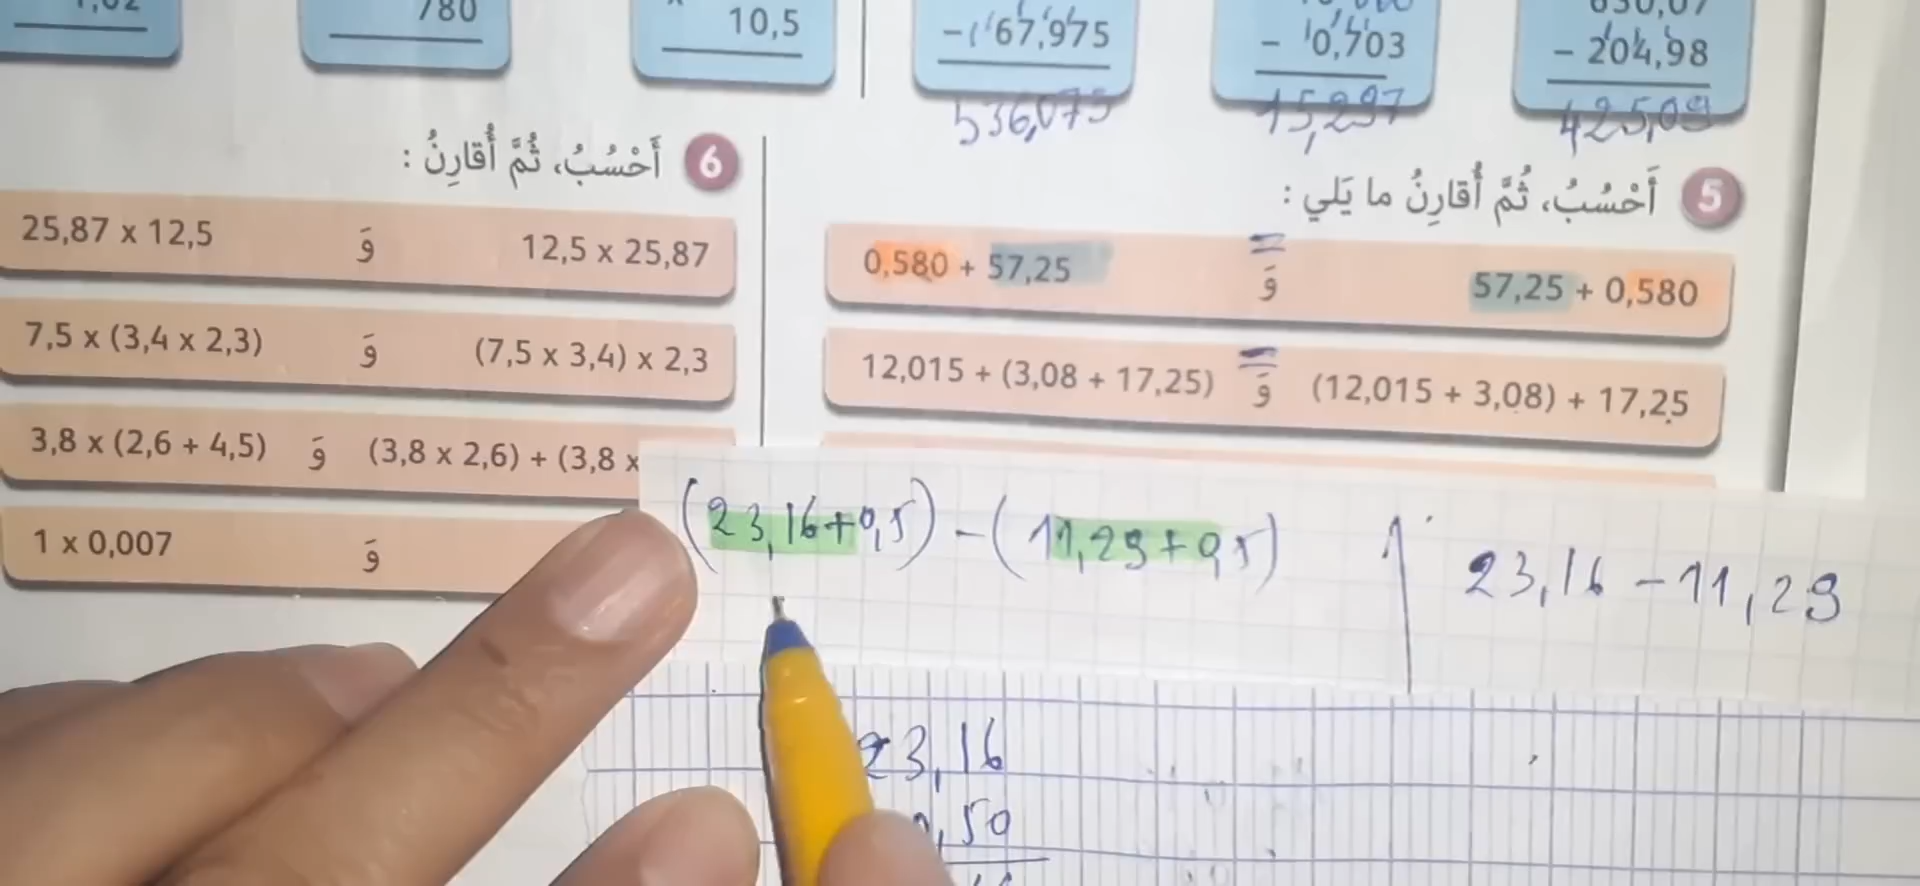 780
10,5
- 167,975
- 10,703
- 204,98
536,075
15,297
425,09
5 أَحْسُبُ، ثُمَّ أُقارِنُ ما يَلي :
0,580 + 57,25 = وَ 57,25 + 0,580
12,015 + (3,08 + 17,25) = وَ (12,015 + 3,08) + 17,25
6 أَحْسُبُ، ثُمَّ أُقارِنُ :
25,87 x 12,5 وَ 12,5 x 25,87
7,5 x (3,4 x 2,3) وَ (7,5 x 3,4) x 2,3
3,8 x (2,6 + 4,5) وَ (3,8 x 2,6) + (3,8 x
1 x 0,007 وَ
(23,16+0,5) - (11,29+0,5) 23,16 - 11,29
23,16
0,50